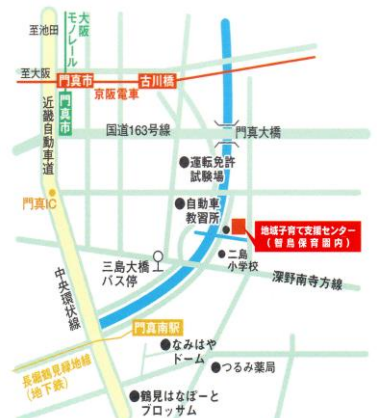 至池田
大阪
モノレール
至大阪
門真市
古川橋
京阪電車
門真市
近畿自動車道
国道163号線
門真大橋
●運転免許
試験場
門真IC
●自動車
教習所
地域子育て支援センター
(智鳥保育園内)
三島大橋
バス停
●二島
小学校
深野南寺方線
中央環状線
門真南駅
●なみはや
ドーム
長堀鶴見緑地線
(地下鉄)
●つるみ薬局
●鶴見はなぽーと
ブロッサム